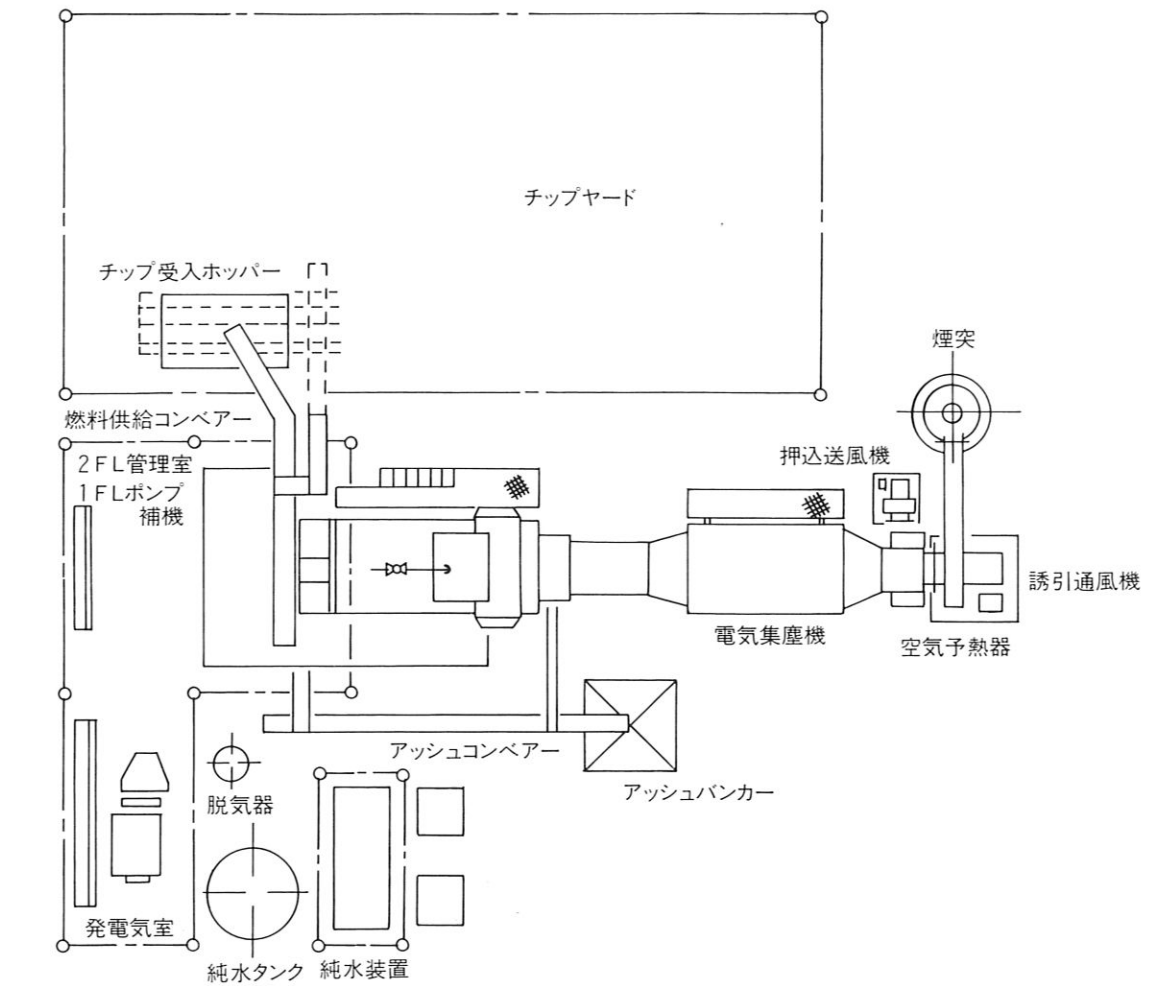 チップヤード
チップ受入ホッパー
煙突
燃料供給コンベアー
2FL管理室
1FLポンプ
補機
押込送風機
誘引通風機
電気集塵機
空気予熱器
アッシュコンベアー
アッシュバンカー
脱気器
発電気室
純水タンク
純水装置